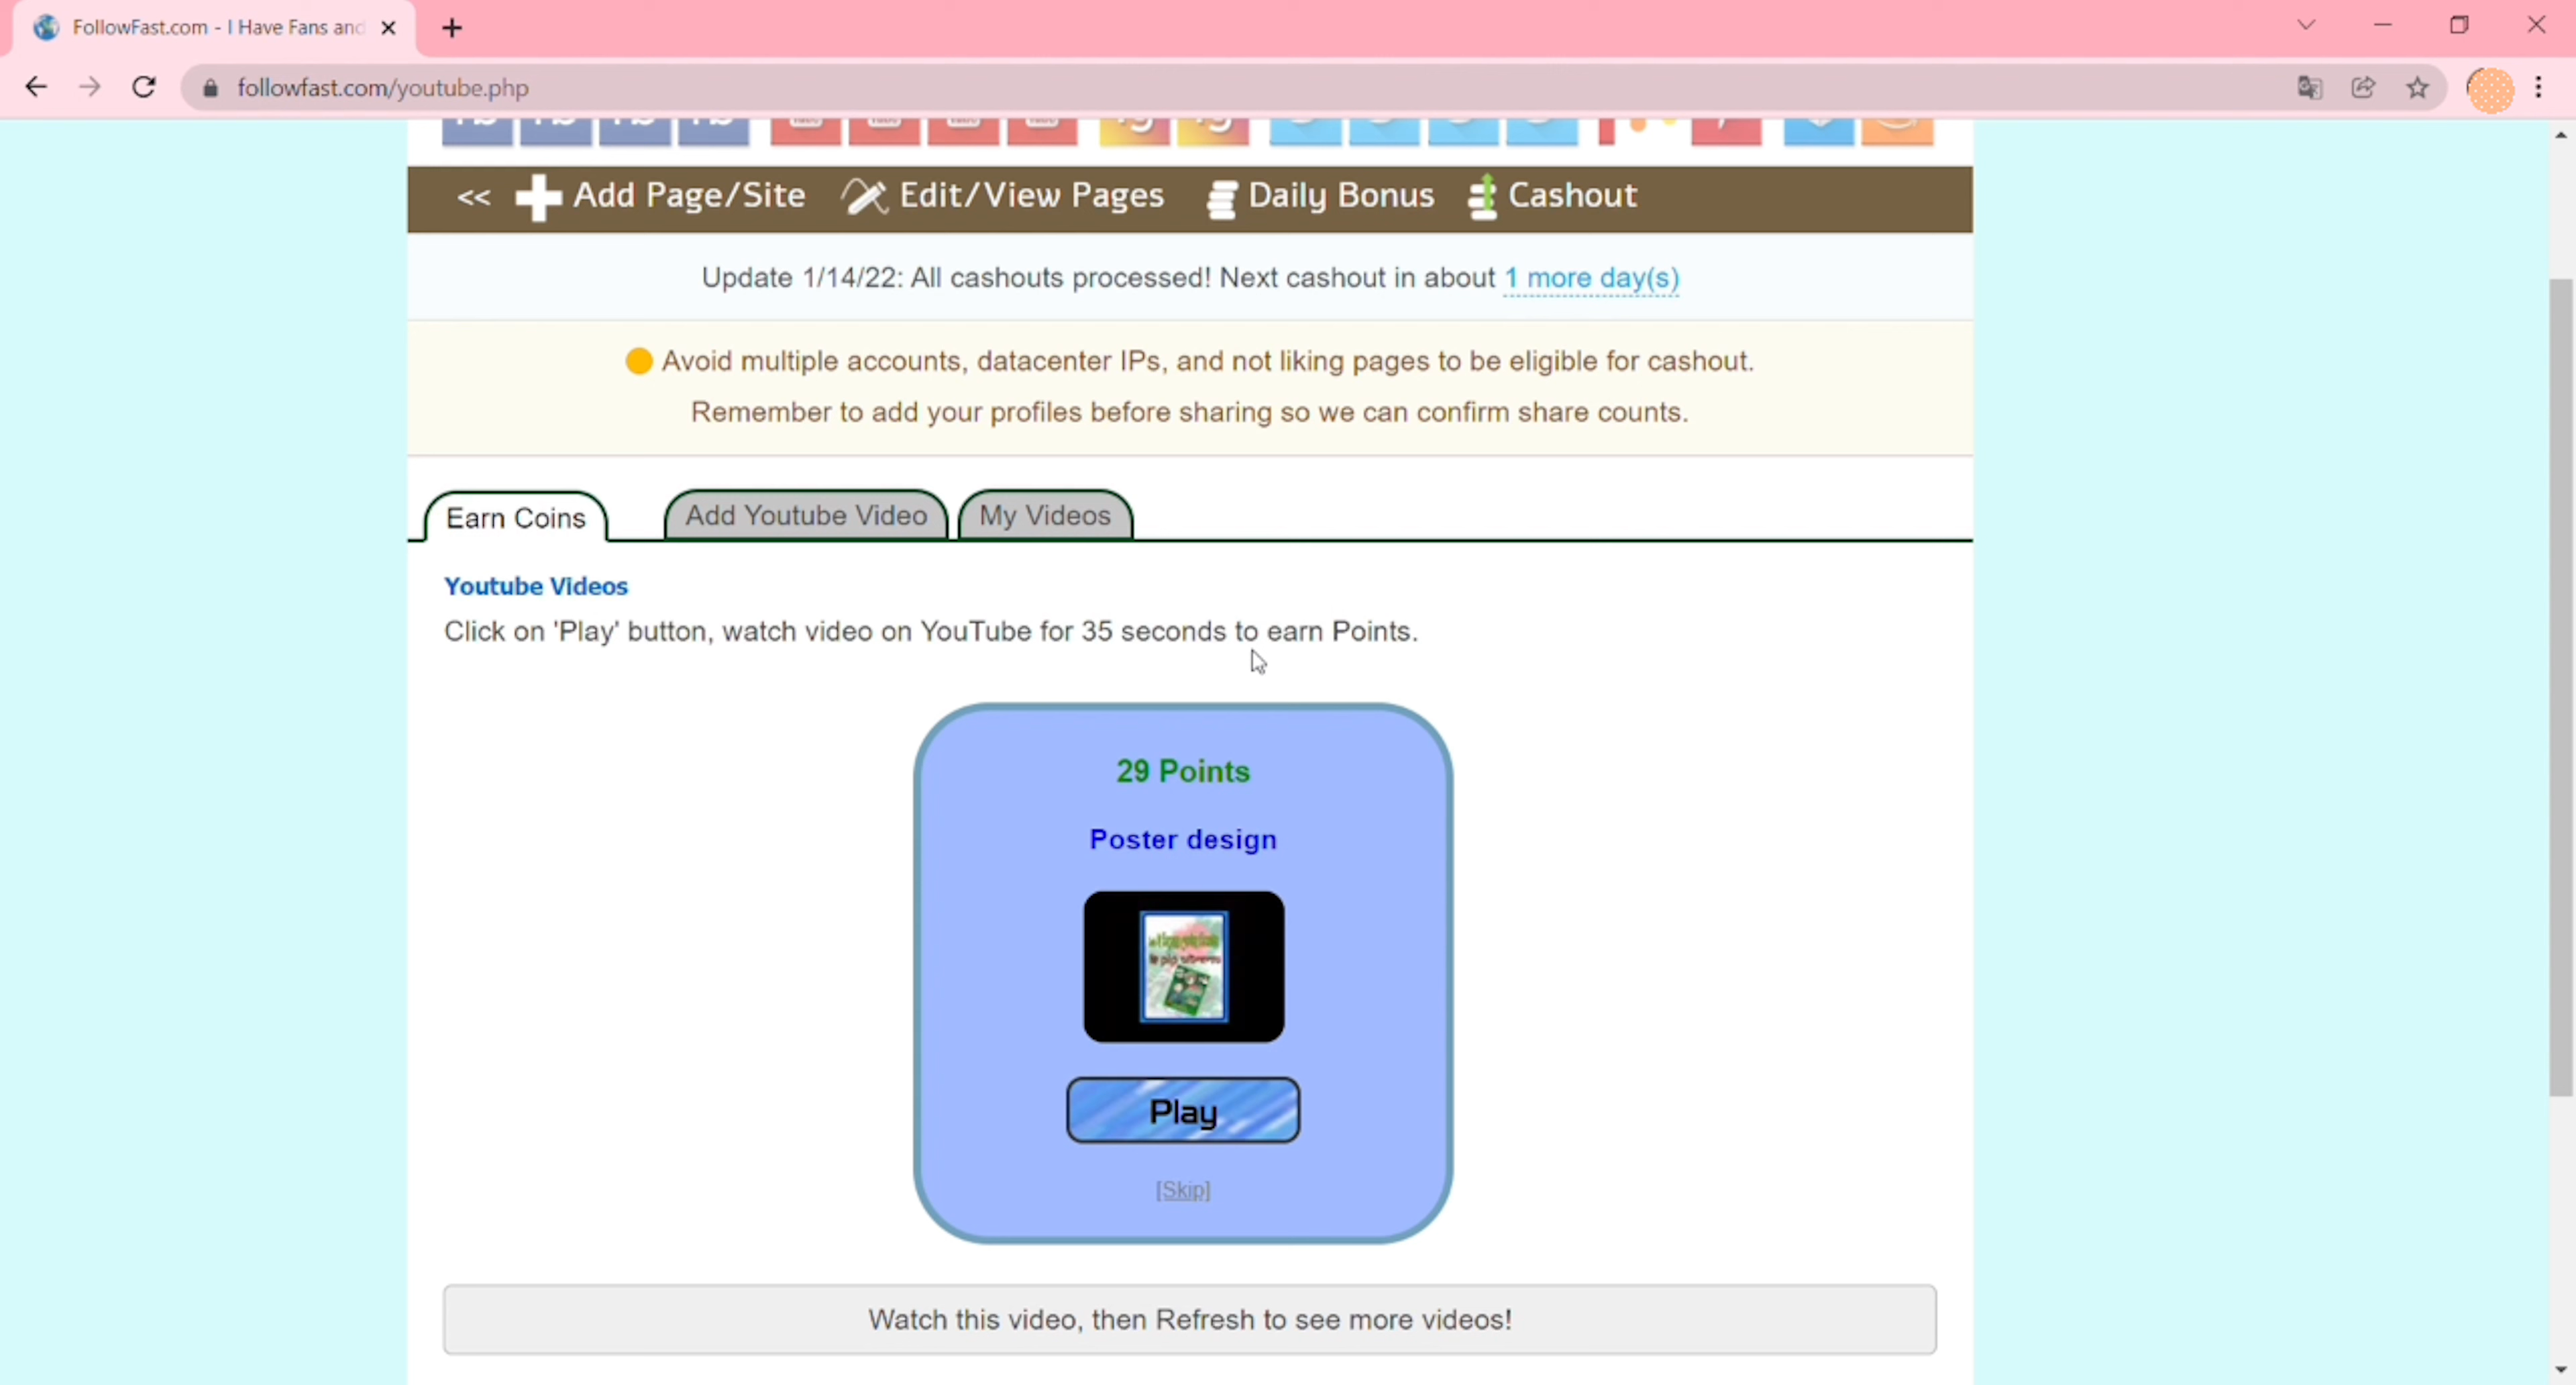 FollowFast.com - I Have Fans and
followfast.com/youtube.php
<< Add Page/Site Edit/View Pages Daily Bonus Cashout
Update 1/14/22: All cashouts processed! Next cashout in about 1 more day(s)
Avoid multiple accounts, datacenter IPs, and not liking pages to be eligible for cashout.
Remember to add your profiles before sharing so we can confirm share counts.
Earn Coins Add Youtube Video My Videos
Youtube Videos
Click on 'Play' button, watch video on YouTube for 35 seconds to earn Points.
29 Points
Poster design
Play
[Skip]
Watch this video, then Refresh to see more videos!